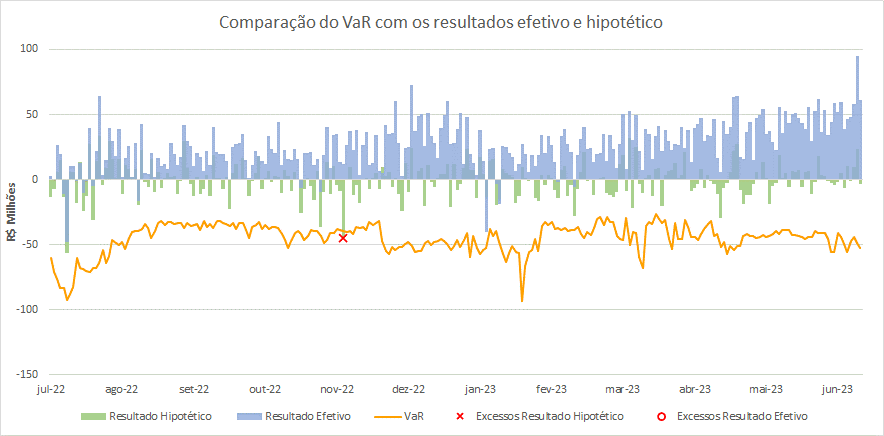 Comparação do VaR com os resultados efetivo e hipotético
100
50
0
-50
-100
-150
R$ Milhões
jul-22 ago-22 set-22 out-22 nov-22 dez-22 jan-23 fev-23 mar-23 abr-23 mai-23 jun-23
Resultado Hipotético Resultado Efetivo VaR Excessos Resultado Hipotético Excessos Resultado Efetivo